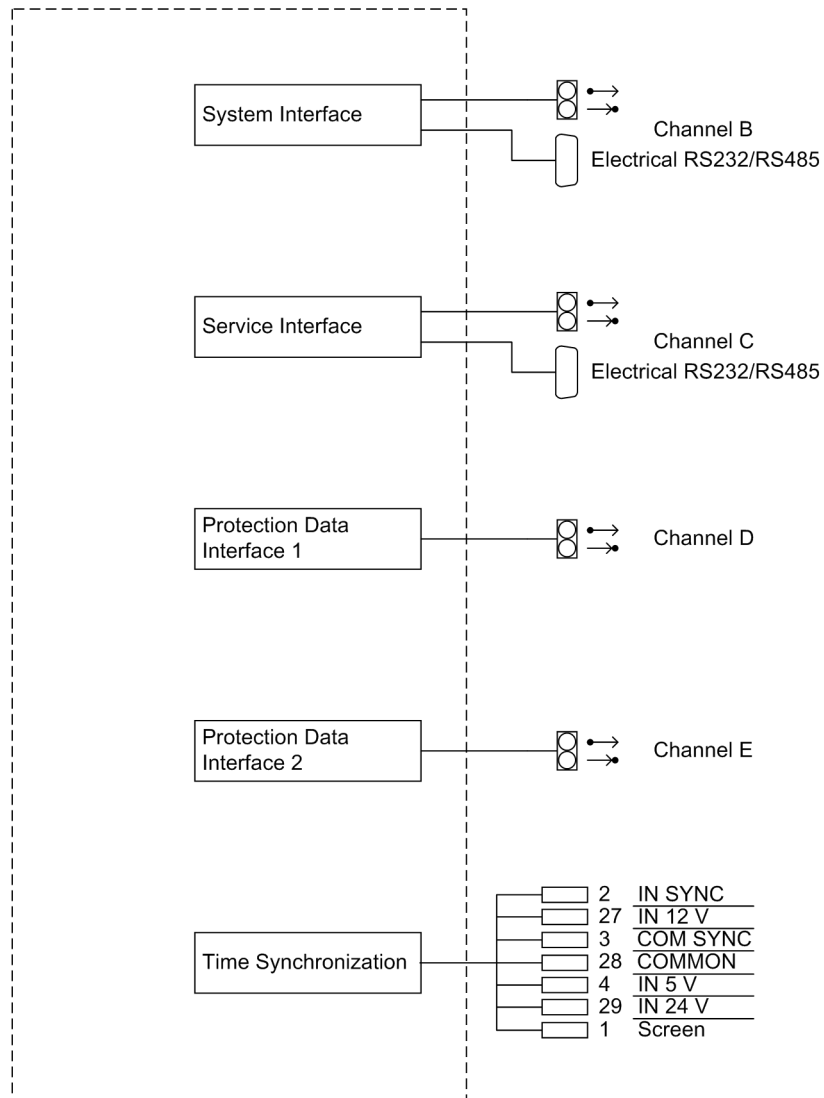 System Interface
Channel B
Electrical RS232/RS485
Service Interface
Channel C
Electrical RS232/RS485
Protection Data
Interface 1
Channel D
Protection Data
Interface 2
Channel E
Time Synchronization
2 IN SYNC
27 IN 12 V
3 COM SYNC
28 COMMON
4 IN 5 V
29 IN 24 V
1 Screen